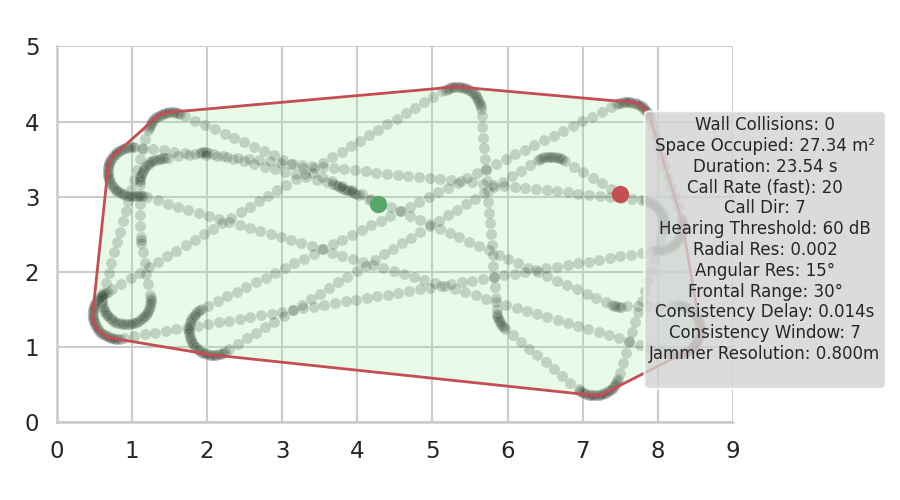 5
4
3
2
1
0
0 1 2 3 4 5 6 7 8 9
Wall Collisions: 0
Space Occupied: 27.34 m²
Duration: 23.54 s
Call Rate (fast): 20
Call Dir: 7
Hearing Threshold: 60 dB
Radial Res: 0.002
Angular Res: 15°
Frontal Range: 30°
Consistency Delay: 0.014s
Consistency Window: 7
Jammer Resolution: 0.800m